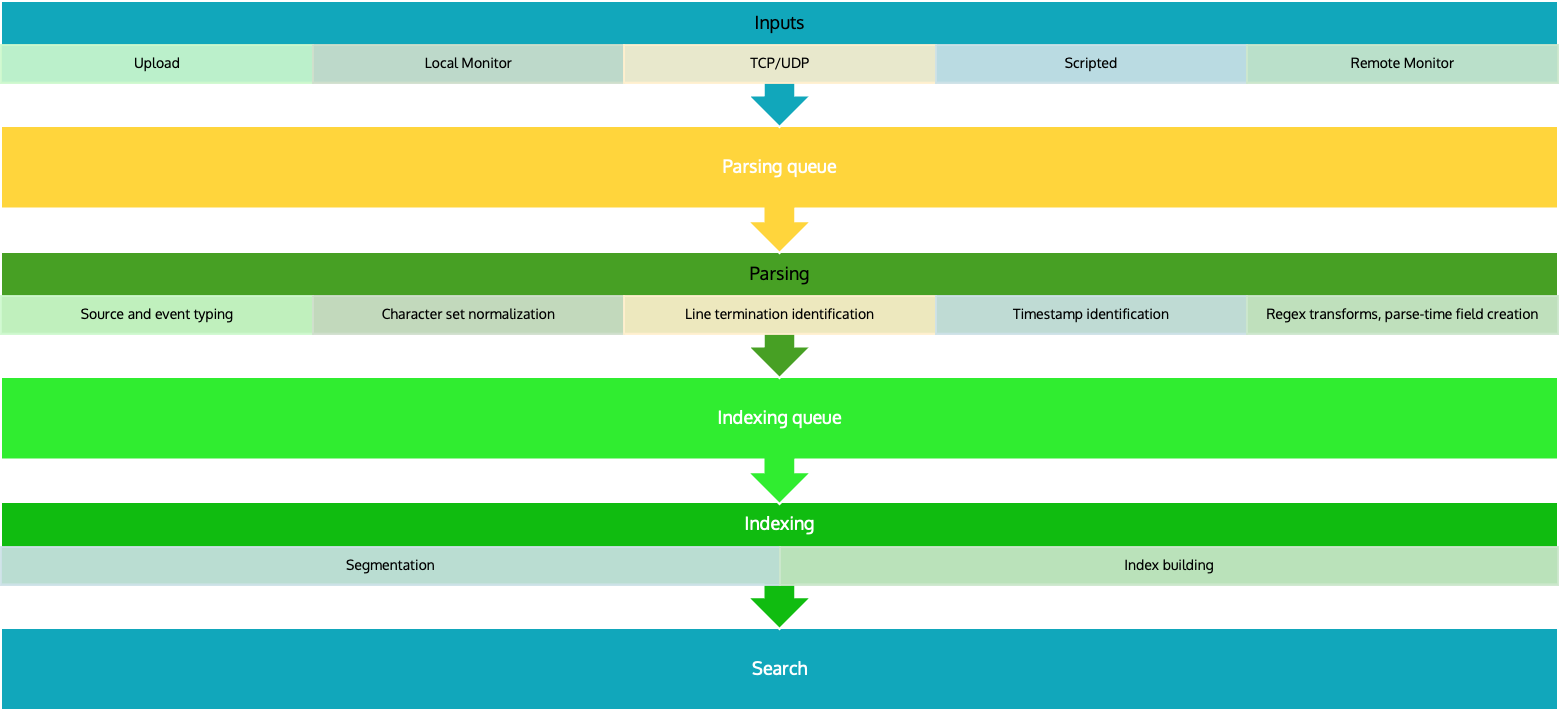 Inputs
Upload
Local Monitor
TCP/UDP
Scripted
Remote Monitor
Parsing queue
Parsing
Source and event typing
Character set normalization
Line termination identification
Timestamp identification
Regex transforms, parse-time field creation
Indexing queue
Indexing
Segmentation
Index building
Search